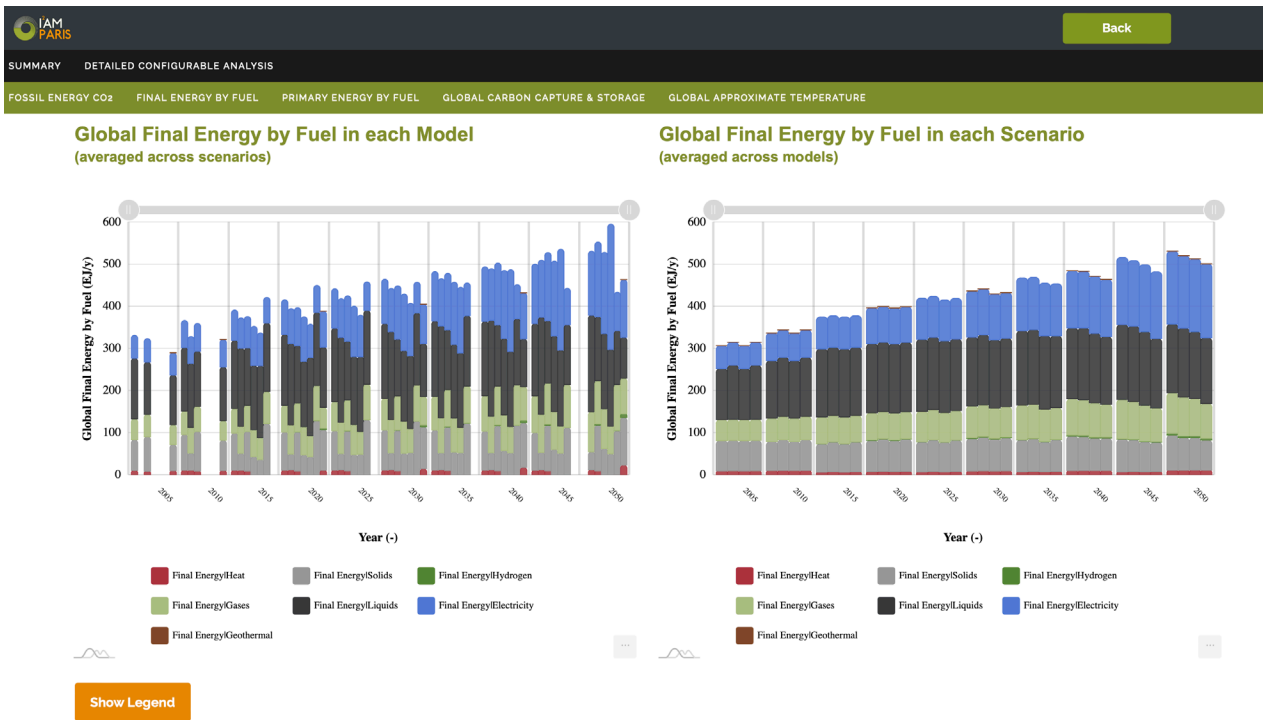 I'AM
PARIS
Back
SUMMARY DETAILED CONFIGURABLE ANALYSIS
FOSSIL ENERGY CO2 FINAL ENERGY BY FUEL PRIMARY ENERGY BY FUEL GLOBAL CARBON CAPTURE & STORAGE GLOBAL APPROXIMATE TEMPERATURE
Global Final Energy by Fuel in each Model
(averaged across scenarios)
600
500
400
300
200
100
0
Global Final Energy by Fuel (EJ/y)
2005 2010 2015 2020 2025 2030 2035 2040 2045 2050
Year (-)
Final Energy|Heat Final Energy|Solids Final Energy|Hydrogen
Final Energy|Gases Final Energy|Liquids Final Energy|Electricity
Final Energy|Geothermal
...
Global Final Energy by Fuel in each Scenario
(averaged across models)
600
500
400
300
200
100
0
Global Final Energy by Fuel (EJ/y)
2005 2010 2015 2020 2025 2030 2035 2040 2045 2050
Year (-)
Final Energy|Heat Final Energy|Solids Final Energy|Hydrogen
Final Energy|Gases Final Energy|Liquids Final Energy|Electricity
Final Energy|Geothermal
...
Show Legend